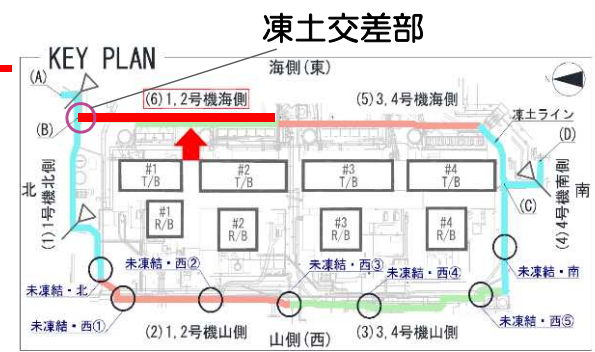 凍土交差部
KEY PLAN
海側(東)
(A)
(6)1,2号機海側
(5)3,4号機海側
N
凍土ライン
(B)
(D)
#1
T/B
#2
T/B
#3
T/B
#4
T/B
北
南
(1)1号機北側
#1
R/B
#2
R/B
#3
R/B
#4
R/B
(C)
(4)4号機南側
未凍結・西②
未凍結・西③
未凍結・西④
未凍結・南
未凍結・北
未凍結・西①
(2)1,2号機山側
山側(西)
(3)3,4号機山側
未凍結・西⑤